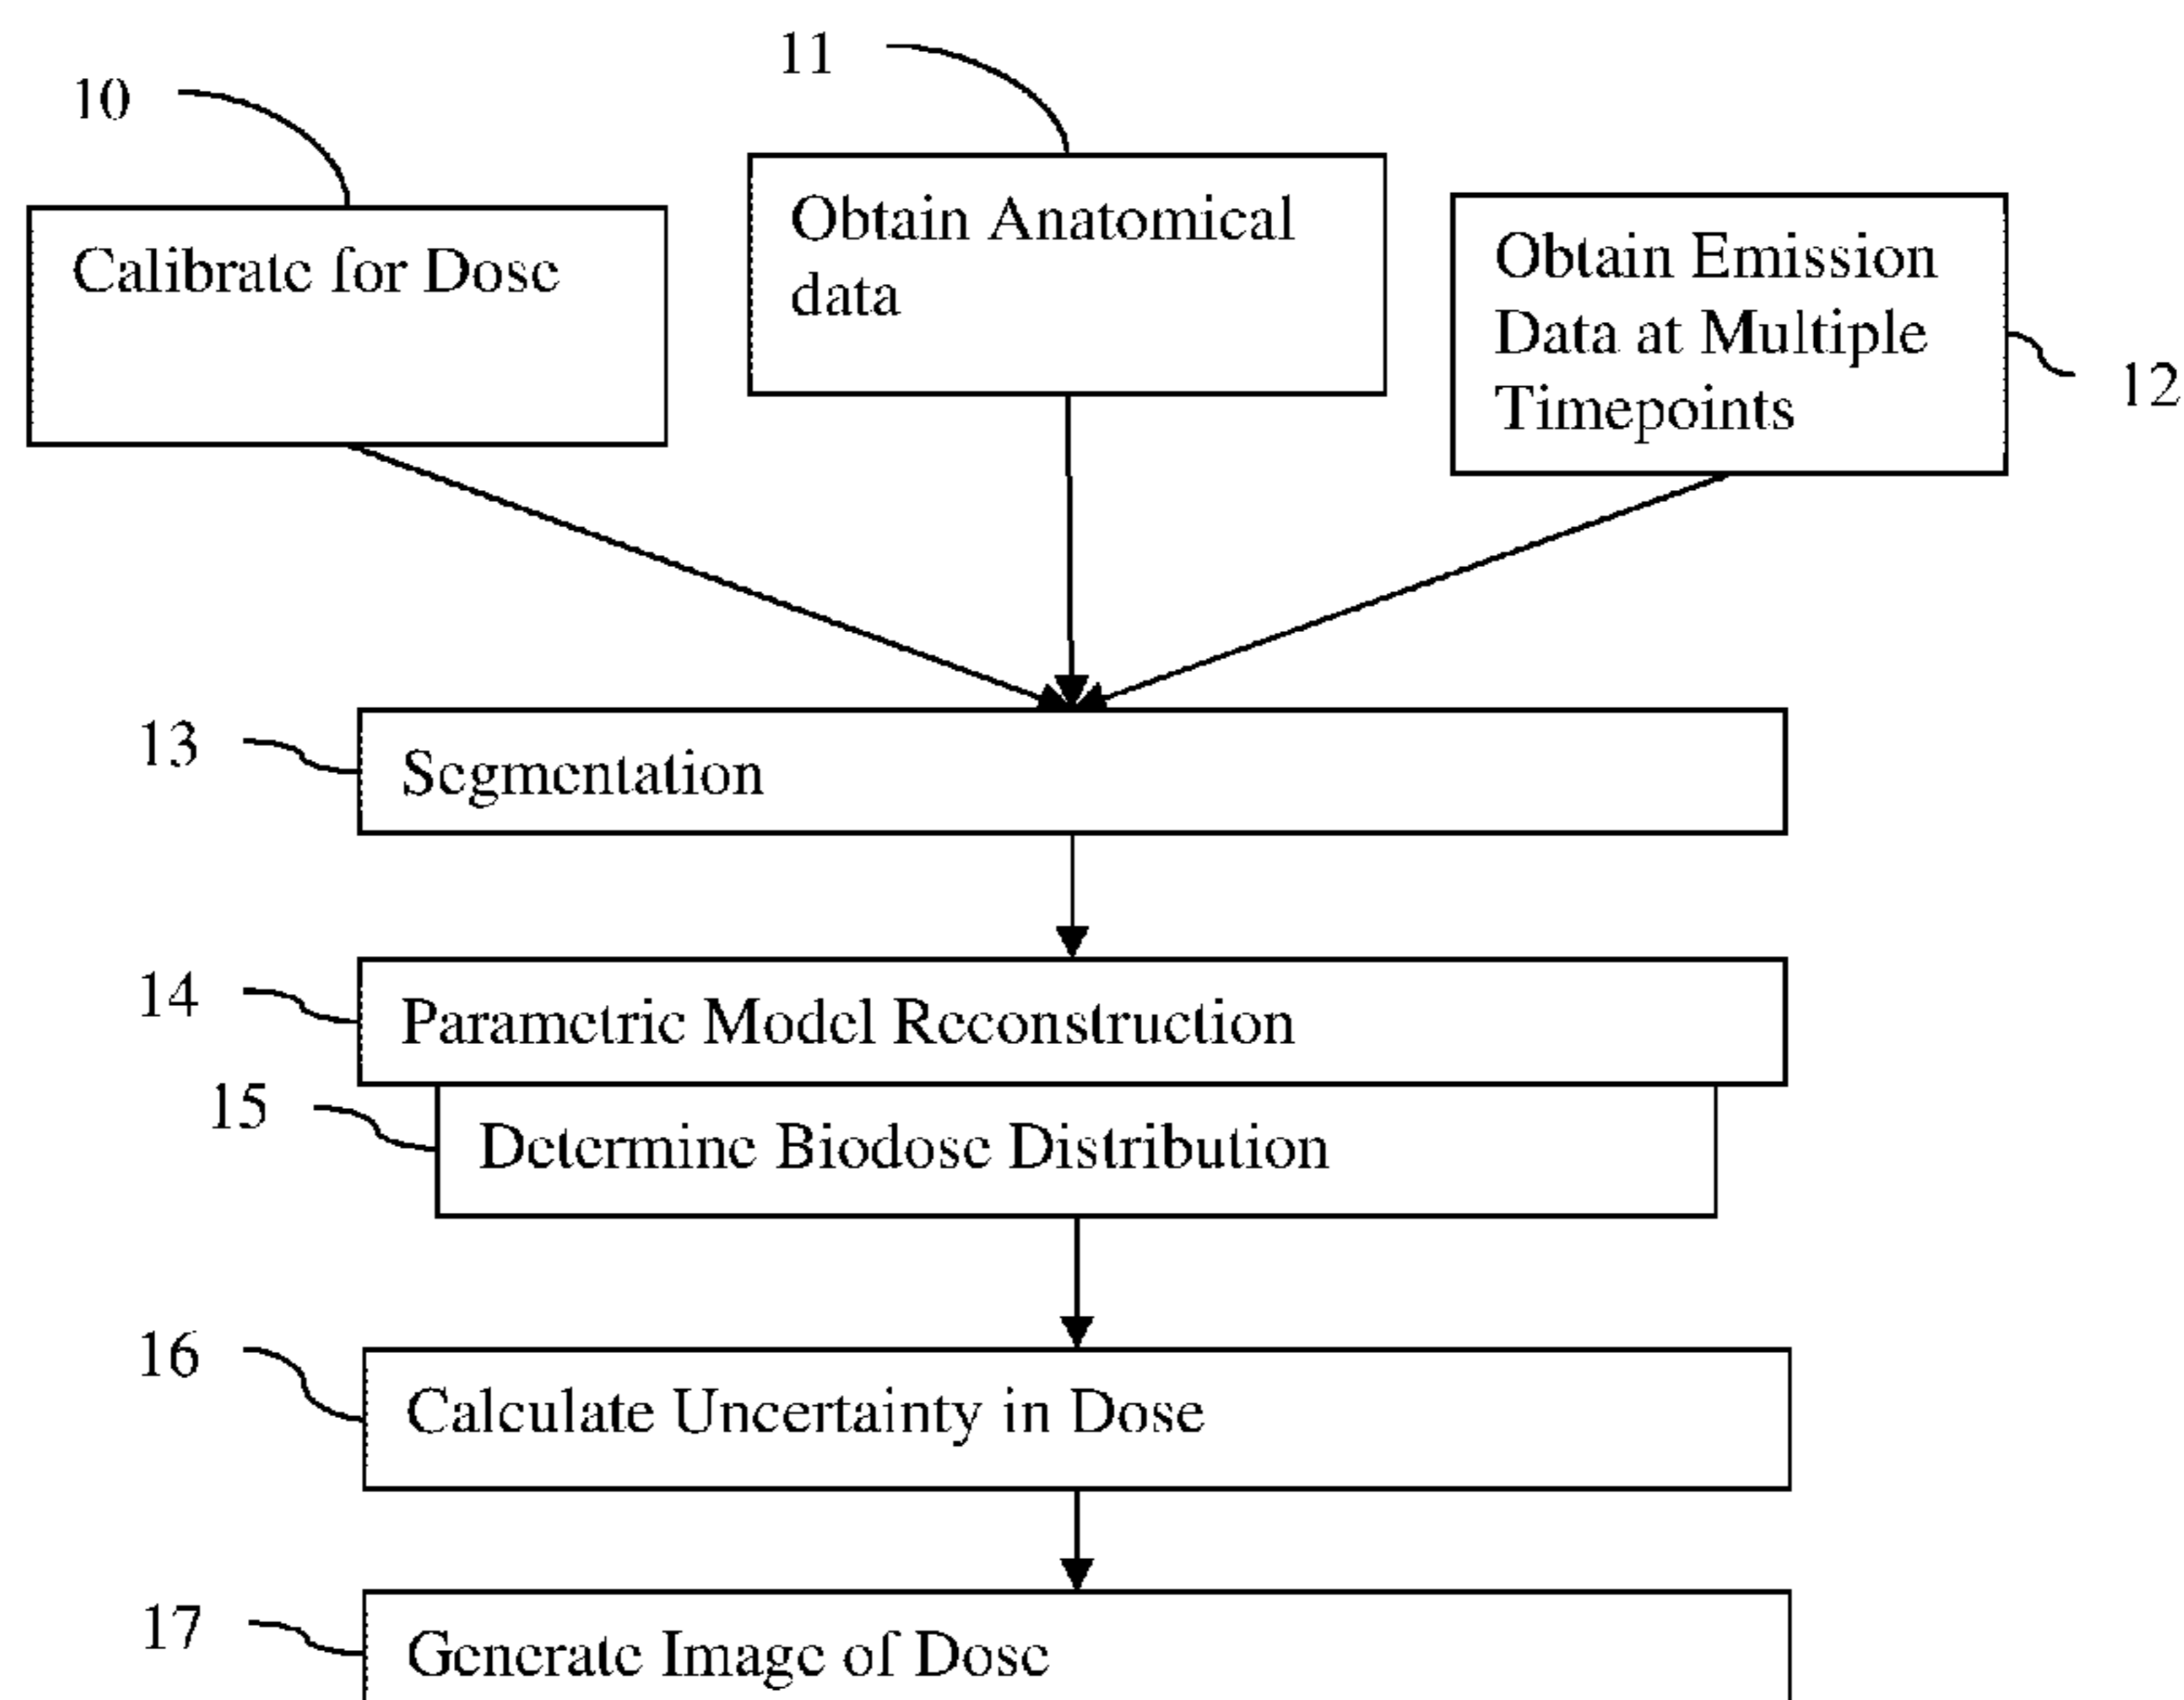 10
Calibrate for Dose
11
Obtain Anatomical
data
Obtain Emission
Data at Multiple
Timepoints
12
13
Segmentation
14
Parametric Model Reconstruction
15
Determine Biodose Distribution
16
Calculate Uncertainty in Dose
17
Generate Image of Dose